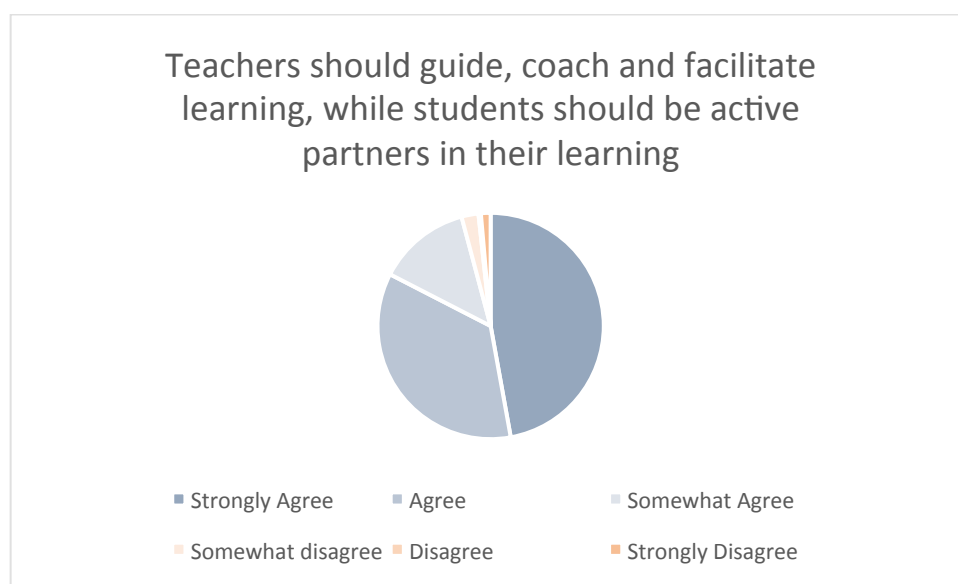 Teachers should guide, coach and facilitate
learning, while students should be active
partners in their learning
Strongly Agree Agree Somewhat Agree
Somewhat disagree Disagree Strongly Disagree